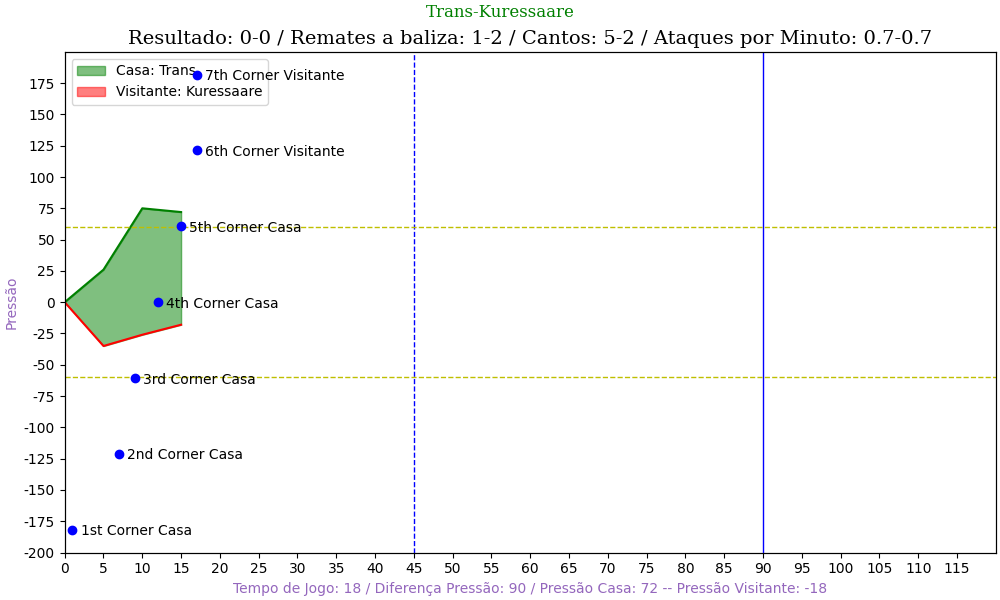 Trans-Kuressaare
Resultado: 0-0 / Remates a baliza: 1-2 / Cantos: 5-2 / Ataques por Minuto: 0.7-0.7
Casa: Trans
Visitante: Kuressaare
7th Corner Visitante
6th Corner Visitante
5th Corner Casa
4th Corner Casa
3rd Corner Casa
2nd Corner Casa
1st Corner Casa
Pressão
175
150
125
100
75
50
25
0
-25
-50
-75
-100
-125
-150
-175
-200
0 5 10 15 20 25 30 35 40 45 50 55 60 65 70 75 80 85 90 95 100 105 110 115
Tempo de Jogo: 18 / Diferença Pressão: 90 / Pressão Casa: 72 -- Pressão Visitante: -18